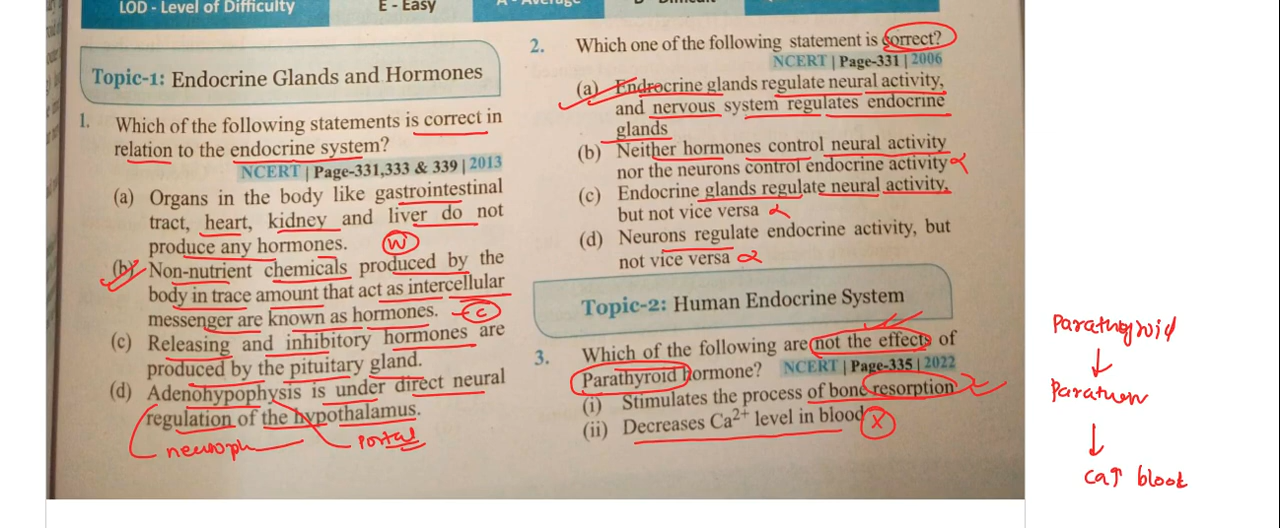 LOD - Level of Difficulty
E - Easy
Topic-1: Endocrine Glands and Hormones
1. Which of the following statements is correct in
relation to the endocrine system?
NCERT | Page-331,333 & 339 | 2013
(a) Organs in the body like gastrointestinal
tract, heart, kidney and liver do not
produce any hormones.
W
(b) Non-nutrient chemicals produced by the
body in trace amount that act as intercellular
messenger are known as hormones.
C
(c) Releasing and inhibitory hormones are
produced by the pituitary gland.
(d) Adenohypophysis is under direct neural
regulation of the hypothalamus.
neuroph
Portal
2. Which one of the following statement is correct?
NCERT | Page-331 | 2006
(a) Endrocrine glands regulate neural activity,
and nervous system regulates endocrine
glands
(b) Neither hormones control neural activity
nor the neurons control endocrine activity
(c) Endocrine glands regulate neural activity,
but not vice versa
(d) Neurons regulate endocrine activity, but
not vice versa
Topic-2: Human Endocrine System
3. Which of the following are not the effects of
Parathyroid hormone? NCERT | Page-335 | 2022
(i) Stimulates the process of bone resorption
(ii) Decreases Ca2+ level in blood
X
Parathyroid
↓
↓
Ca↑ blood